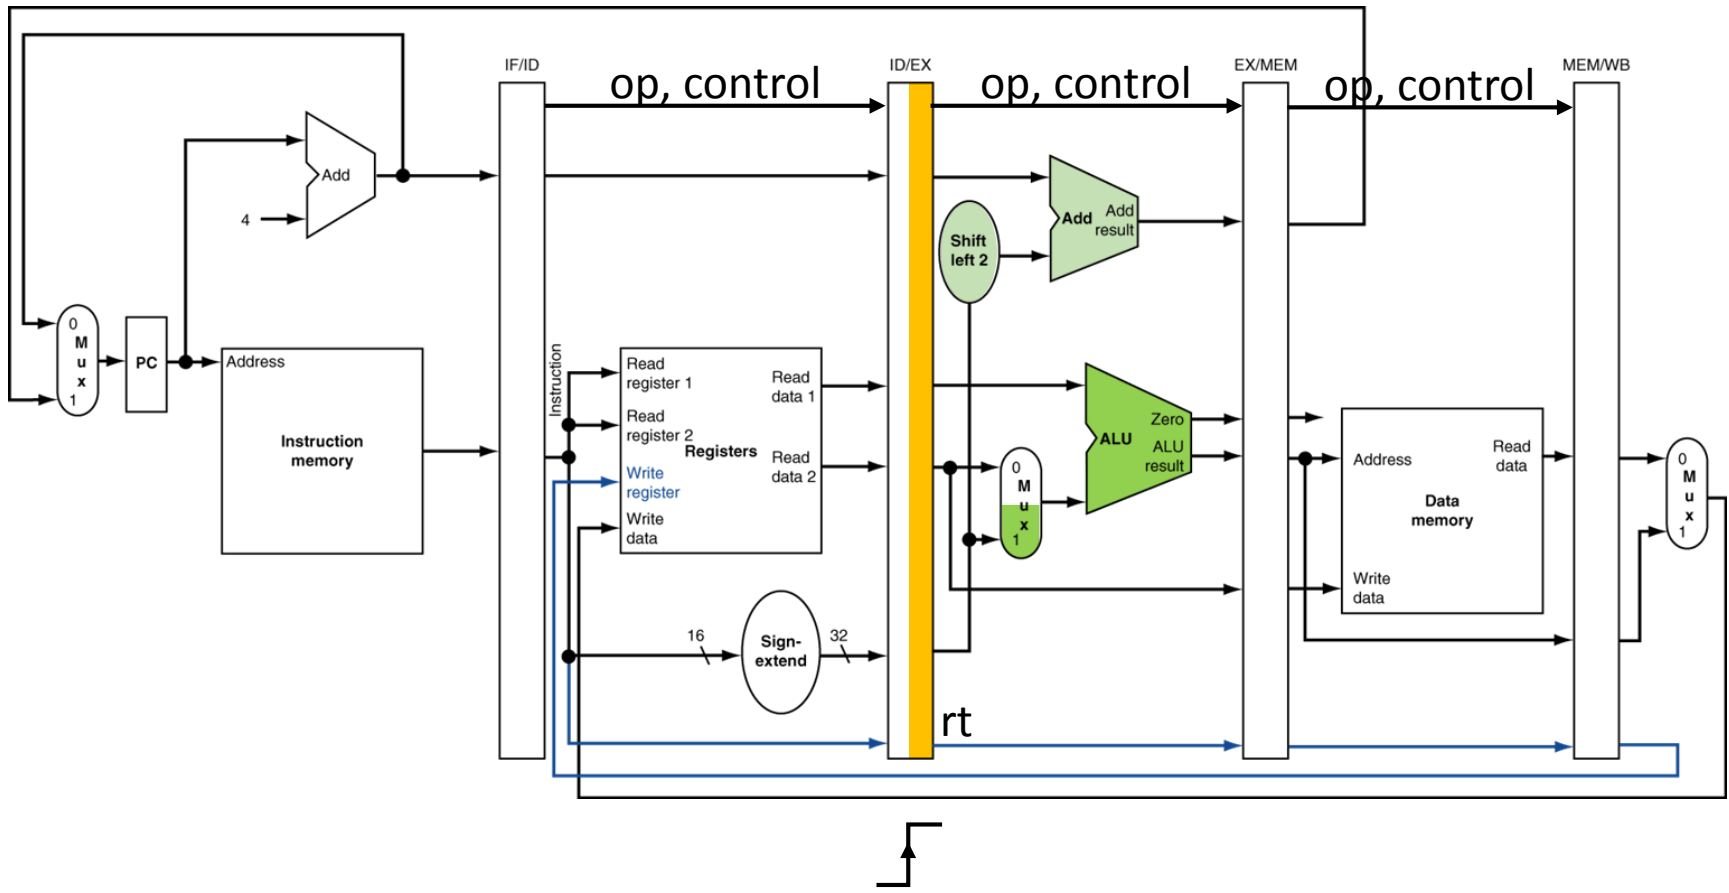 IF/ID
ID/EX
EX/MEM
MEM/WB
op, control
op, control
op, control
Add
4
Add
Add
result
Shift
left 2
0
M
u
x
1
PC
Address
Instruction
memory
Instruction
Read
register 1
Read
register 2
Registers
Write
register
Write
data
Read
data 1
Read
data 2
16
Sign-
extend
32
0
M
u
x
1
ALU
Zero
ALU
result
Address
Read
data
Data
memory
Write
data
0
M
u
x
1
rt